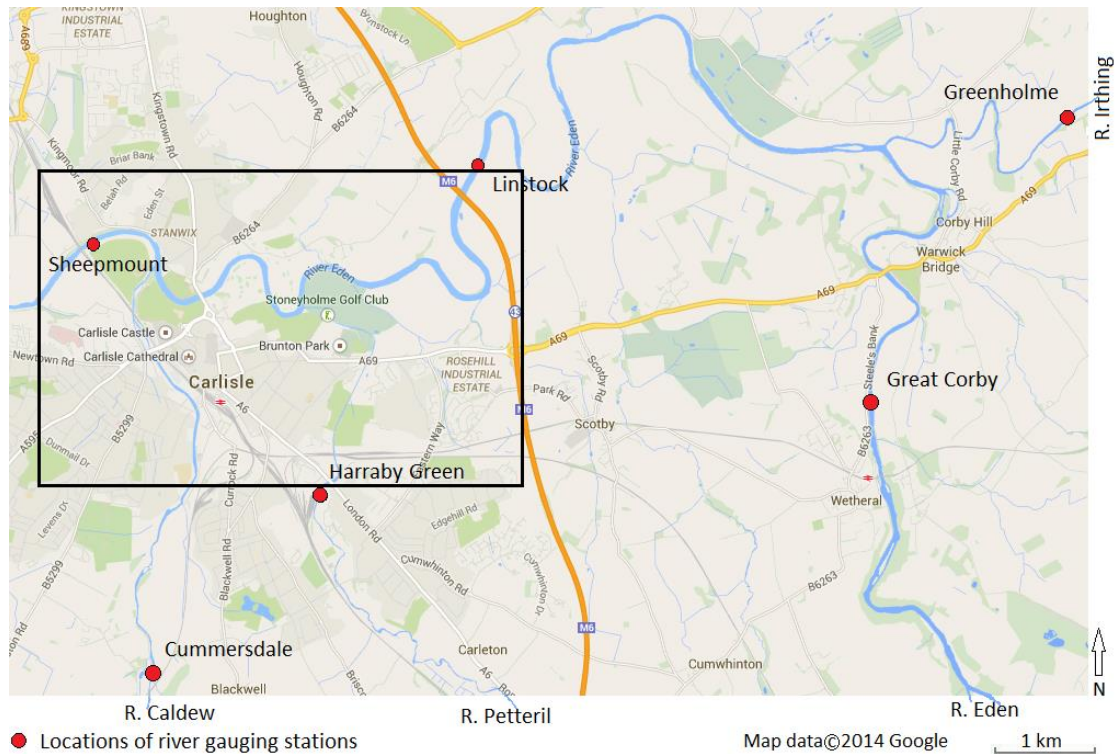 KINGSTOWN
INDUSTRIAL
ESTATE
Houghton
Brunstock Ln
A689
Kingstown Rd
Houghton Rd
B6264
Greenholme
R. Irthing
Kingmoor Rd
Briar Bank
Belah Rd
Eden St
River Eden
Little Corby Rd
M6
Linstock
A69
STANWIX
B6264
Corby Hill
Sheepmount
Warwick
Bridge
River Eden
Stoneyholme Golf Club
A69
43
Carlisle Castle
Brunton Park
A69
Newtown Rd
Carlisle Cathedral
A69
ROSEHILL
INDUSTRIAL
ESTATE
Steele's Bank
Carlisle
Scotby Rd
Great Corby
B5299
A6
Park Rd
M6
A595
Scotby
Dunmail Dr
Eastern Way
B6263
Harraby Green
Currock Rd
Wetheral
Levens Dr
London Rd
Edgehill Rd
B5299
Blackwell Rd
Cumwhinton Rd
Cumwhinton Dr
B6263
M6
Cummersdale
Carleton
Cumwhinton
A6
Blackwell
N
R. Caldew
R. Petteril
R. Eden
Locations of river gauging stations
Map data©2014 Google
1 km